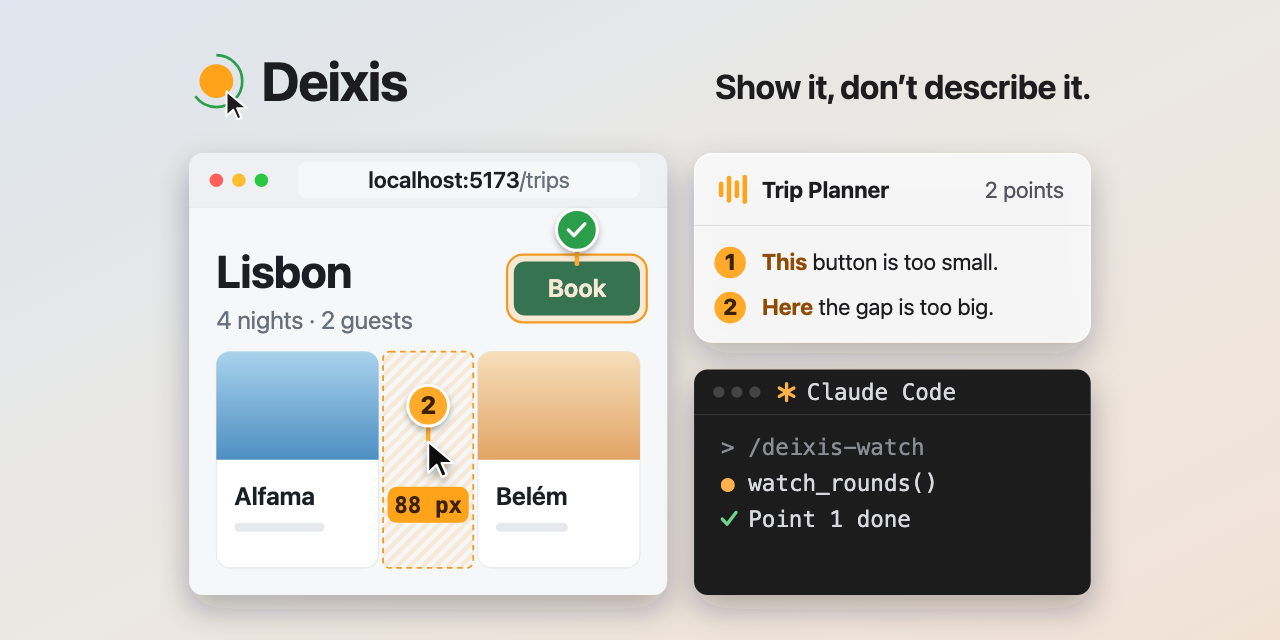 Deixis
Show it, don’t describe it.
localhost:5173/trips
Lisbon
4 nights · 2 guests
Book
2
88 px
Alfama
Belém
Trip Planner
2 points
1 This button is too small.
2 Here the gap is too big.
Claude Code
> /deixis-watch
watch_rounds()
Point 1 done